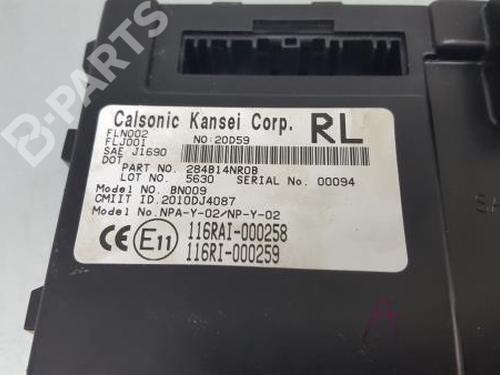 B-PARTS
Calsonic Kansei Corp. RL
FLN002
FLJ001 NO:20D59
SAE J1690
DOT
PART NO. 284B14NR0B
LOT NO. 5630 SERIAL No. 00094
Model No. BN009
CMIIT ID.2010DJ4087
Model No.NPA-Y-02/NP-Y-02
CE E11 116RAI-000258
116RI-000259
A